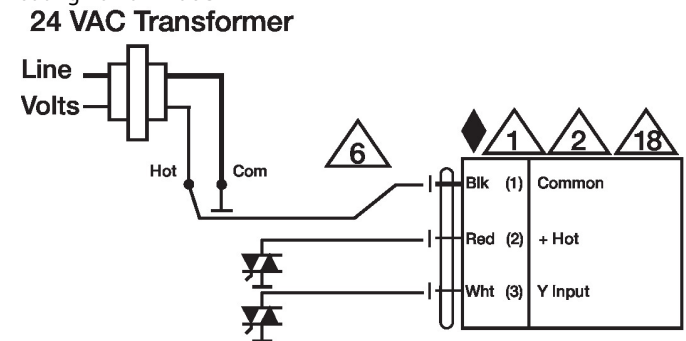 24 VAC Transformer
Line
Volts
Hot
Com
6
1
2
18
Blk (1) Common
Red (2) + Hot
Wht (3) Y Input